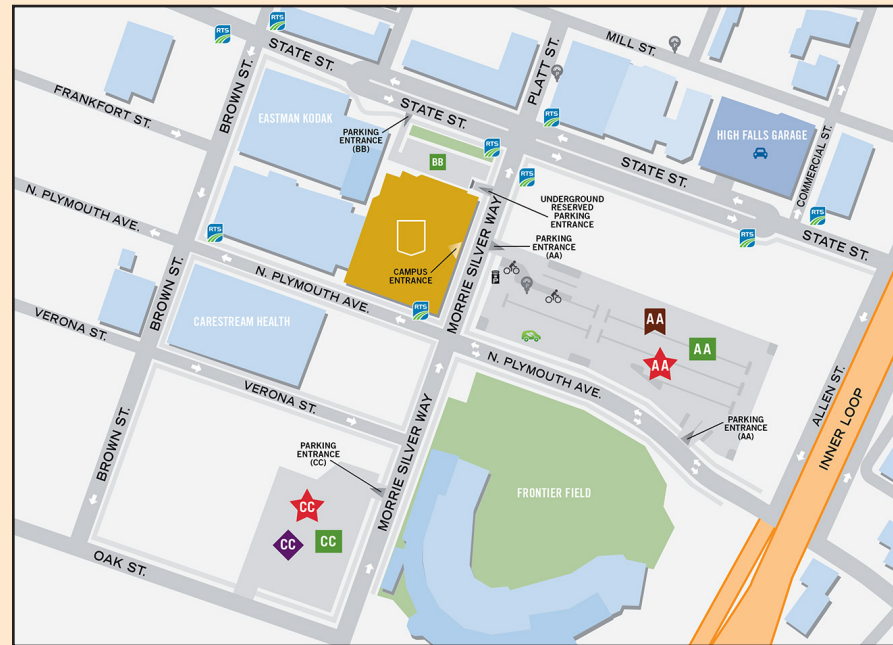 RTS
RTS
STATE ST.
MILL ST.
PLATT ST.
BROWN ST.
FRANKFORT ST.
EASTMAN KODAK
STATE ST.
PARKING
ENTRANCE
(BB)
RTS
RTS
BB
HIGH FALLS GARAGE
COMMERCIAL ST.
STATE ST.
RTS
UNDERGROUND
RESERVED
PARKING
ENTRANCE
N. PLYMOUTH AVE.
RTS
RTS
RTS
STATE ST.
PARKING
ENTRANCE
(AA)
CAMPUS
ENTRANCE
MORRIE SILVER WAY
N. PLYMOUTH AVE.
BROWN ST.
RTS
CARESTREAM HEALTH
VERONA ST.
AA
AA
AA
N. PLYMOUTH AVE.
ALLEN ST.
INNER LOOP
VERONA ST.
PARKING
ENTRANCE
(AA)
BROWN ST.
PARKING
ENTRANCE
(CC)
MORRIE SILVER WAY
FRONTIER FIELD
CC
CC
CC
OAK ST.